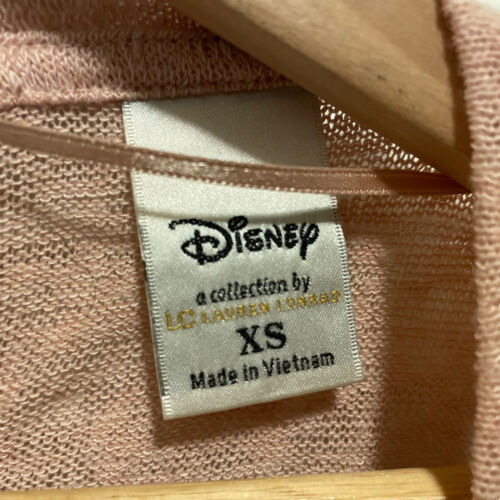 Disney
a collection by
LC LAUREN CONRAD
XS
Made in Vietnam